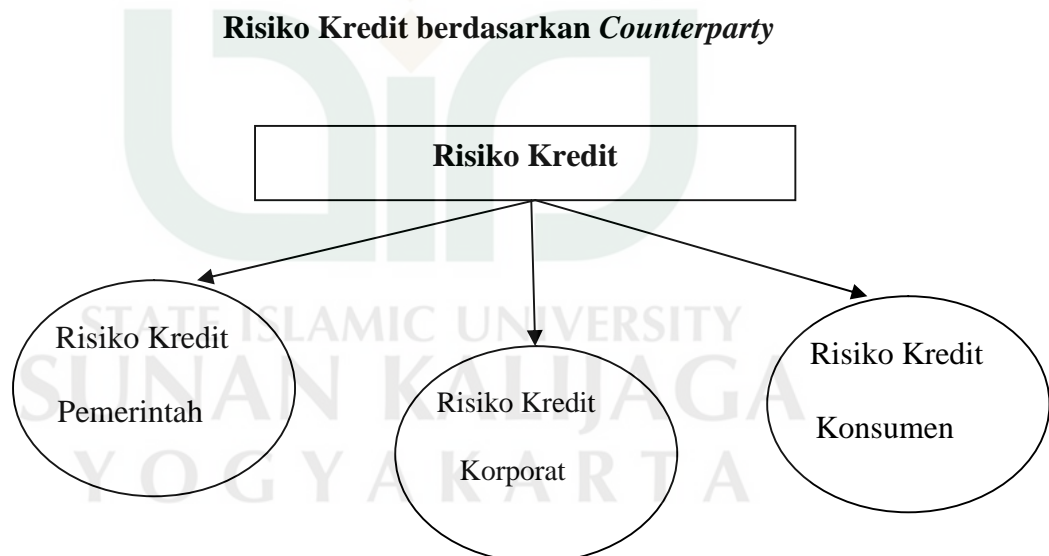 Risiko Kredit berdasarkan Counterparty
Risiko Kredit
Risiko Kredit
Pemerintah
Risiko Kredit
Korporat
Risiko Kredit
Konsumen
STATE ISLAMIC UNIVERSITY
SUNAN KALIJAGA
YOGYAKARTA